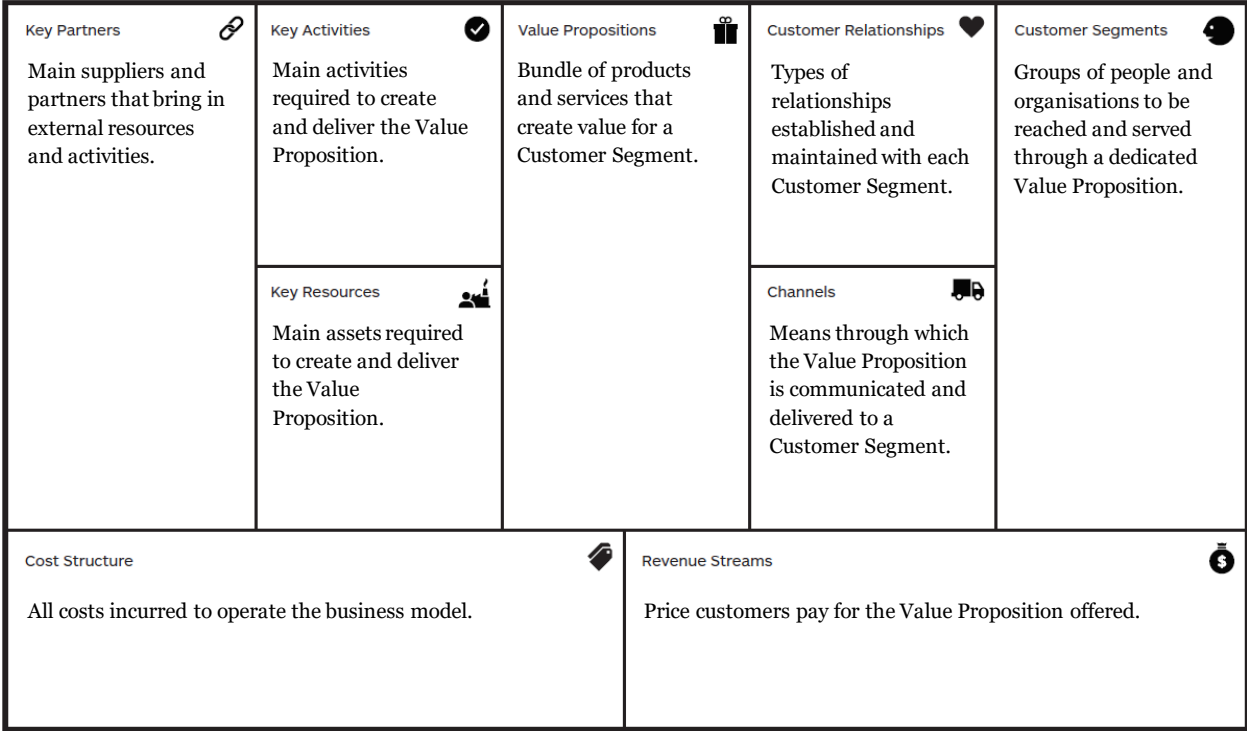 Key Partners
Main suppliers and
partners that bring in
external resources
and activities.
Key Activities
Main activities
required to create
and deliver the Value
Proposition.
Key Resources
Main assets required
to create and deliver
the Value
Proposition.
Value Propositions
Bundle of products
and services that
create value for a
Customer Segment.
Customer Relationships
Types of
relationships
established and
maintained with each
Customer Segment.
Channels
Means through which
the Value Proposition
is communicated and
delivered to a
Customer Segment.
Customer Segments
Groups of people and
organisations to be
reached and served
through a dedicated
Value Proposition.
Cost Structure
All costs incurred to operate the business model.
Revenue Streams
$
Price customers pay for the Value Proposition offered.